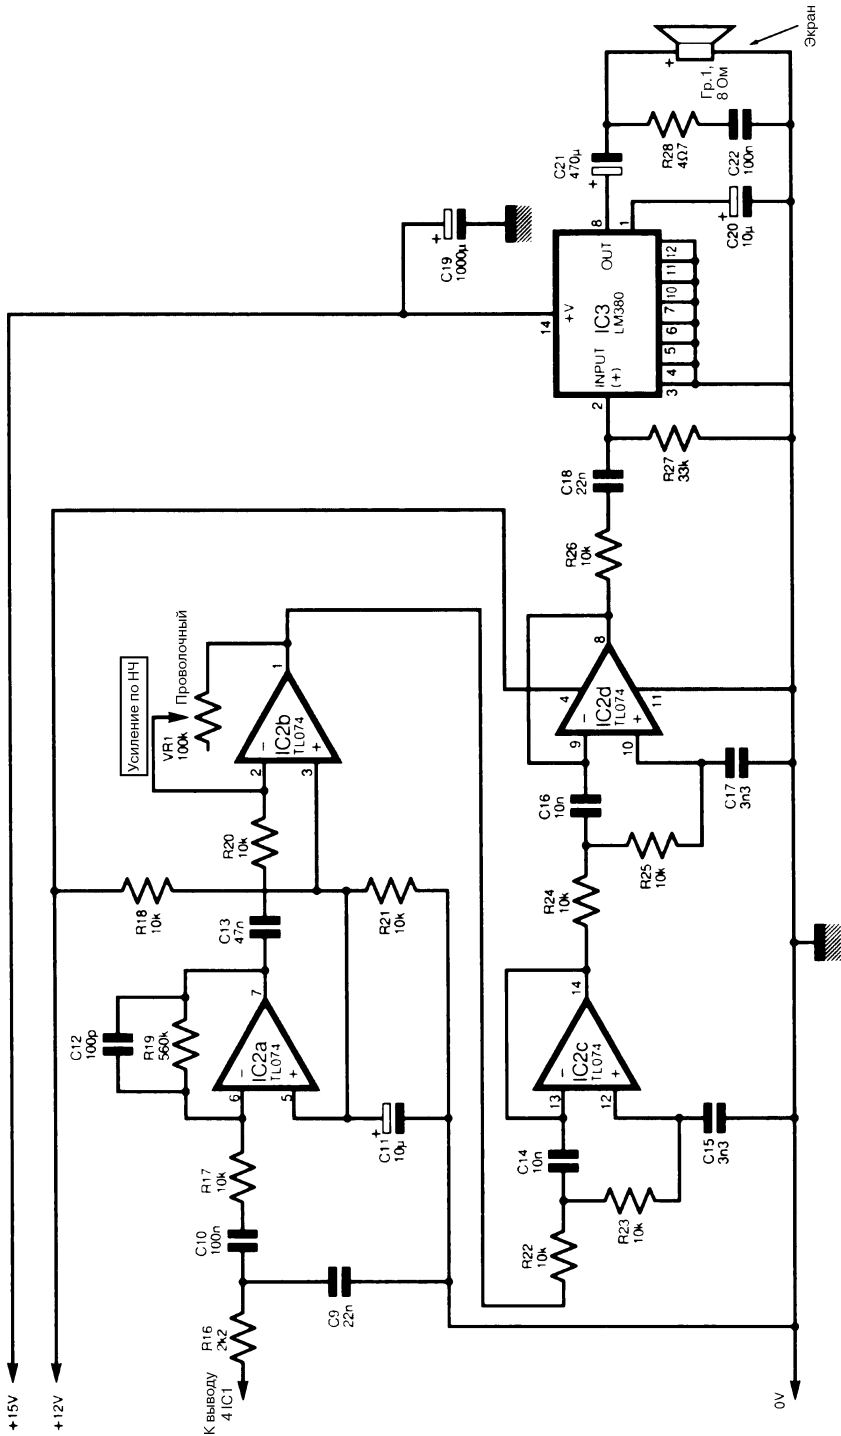 +15V
+12V
К выводу
4 IC1
R16
2k2
C9
22n
C10
100n
R17
10k
C11
10µ
C12
100p
R19
560k
6
5
7
IC2a
TL074
–
+
C13
47n
R18
10k
R21
10k
R20
10k
2
3
1
IC2b
TL074
–
+
VR1
100k
Проволочный
Усиление по НЧ
R22
10k
R23
10k
C14
10n
C15
3n3
13
12
14
IC2c
TL074
–
+
R24
10k
R25
10k
C16
10n
C17
3n3
9
10
8
4
11
IC2d
TL074
–
+
R26
10k
C18
22n
R27
33k
2
14
+V
INPUT
(+)
IC3
LM380
OUT
8
1
3
4
5
6
7
10
11
12
C19
1000µ
+
C20
10µ
+
C21
470µ
+
R28
4Ω7
C22
100n
+
Гр.1,
8 Ом
Экран
+
0V